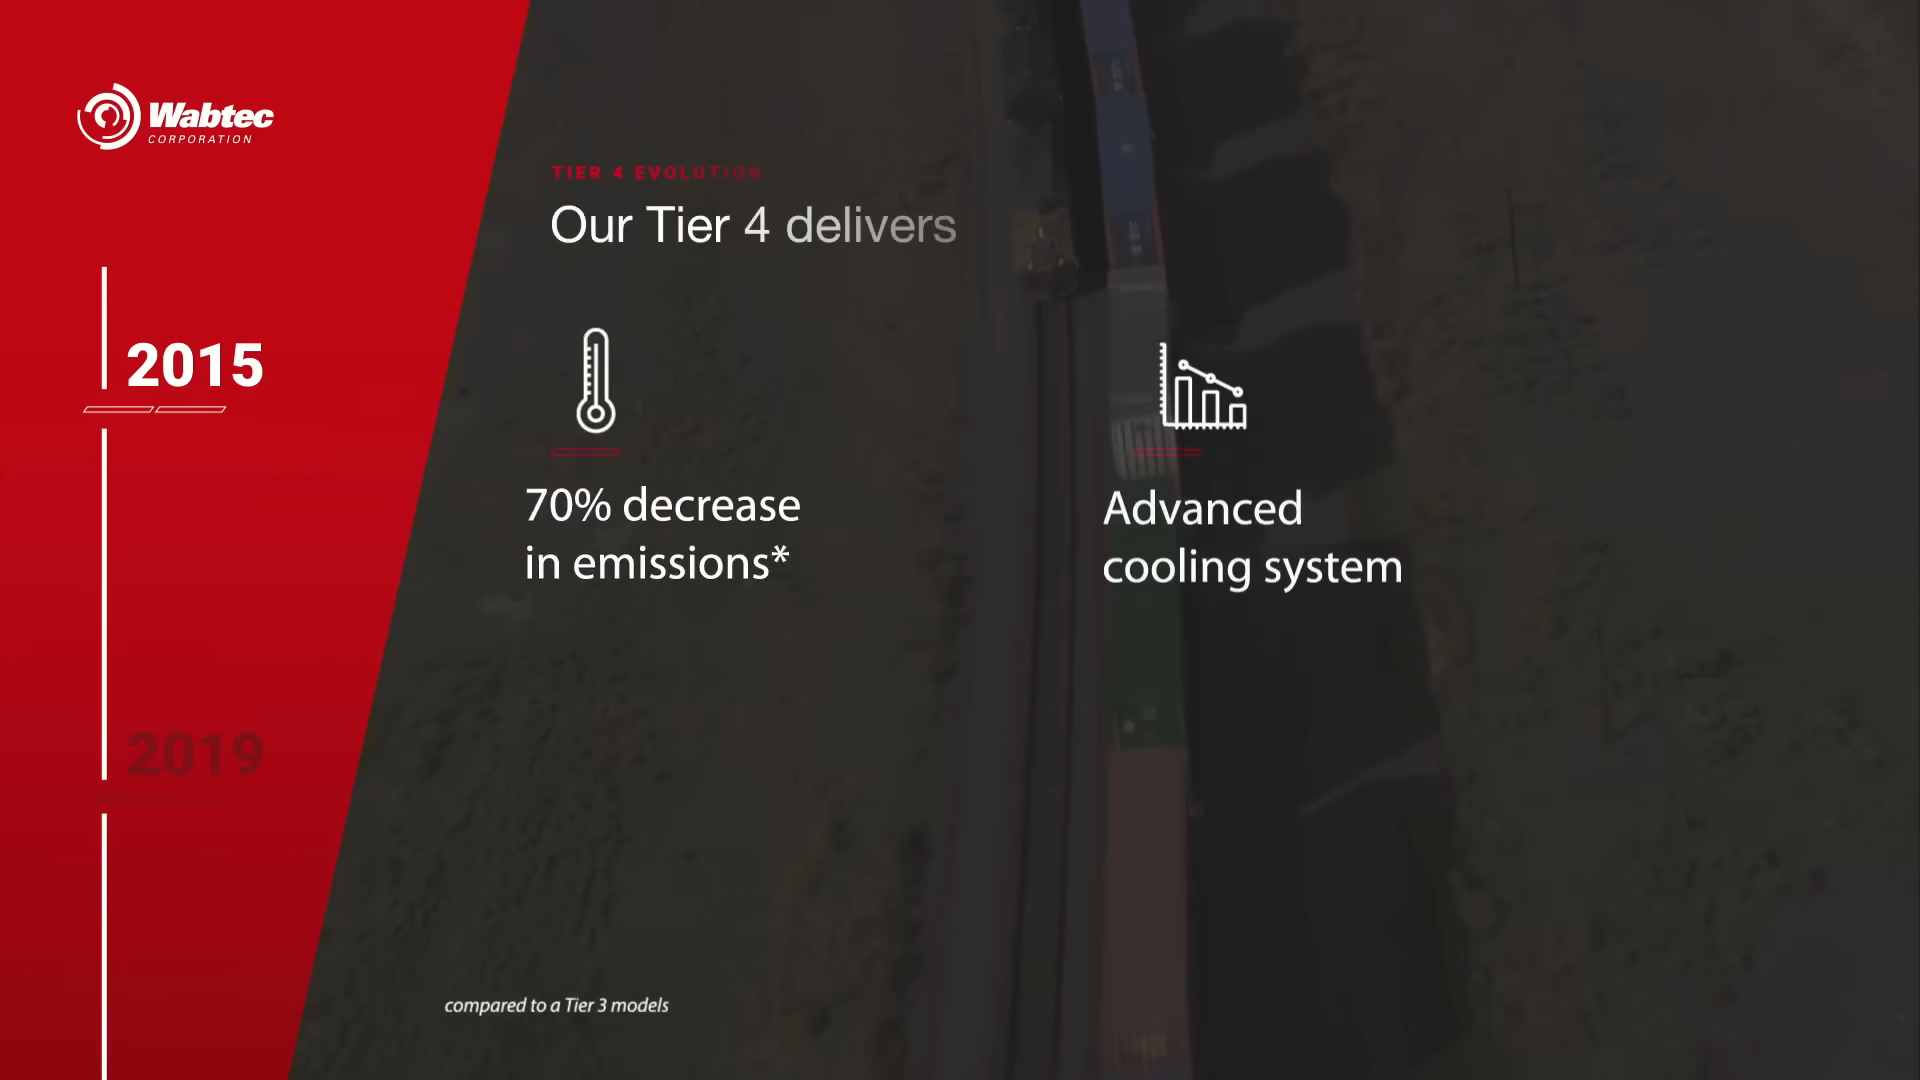 Wabtec
CORPORATION
TIER 4 EVOLUTION
Our Tier 4 delivers
2015
70% decrease
in emissions*
Advanced
cooling system
2019
compared to a Tier 3 models